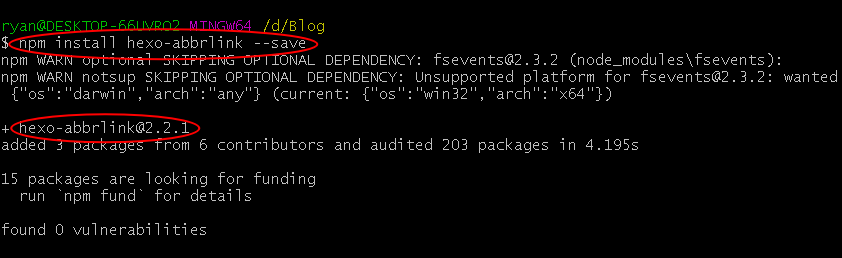 ryan@DESKTOP-66UVRO2 MINGW64 /d/Blog
$ npm install hexo-abbrlink --save
npm WARN optional SKIPPING OPTIONAL DEPENDENCY: fsevents@2.3.2 (node_modules\fsevents):
npm WARN notsup SKIPPING OPTIONAL DEPENDENCY: Unsupported platform for fsevents@2.3.2: wanted
{"os":"darwin","arch":"any"} (current: {"os":"win32","arch":"x64"})
+ hexo-abbrlink@2.2.1
added 3 packages from 6 contributors and audited 203 packages in 4.195s
15 packages are looking for funding
run `npm fund` for details
found 0 vulnerabilities